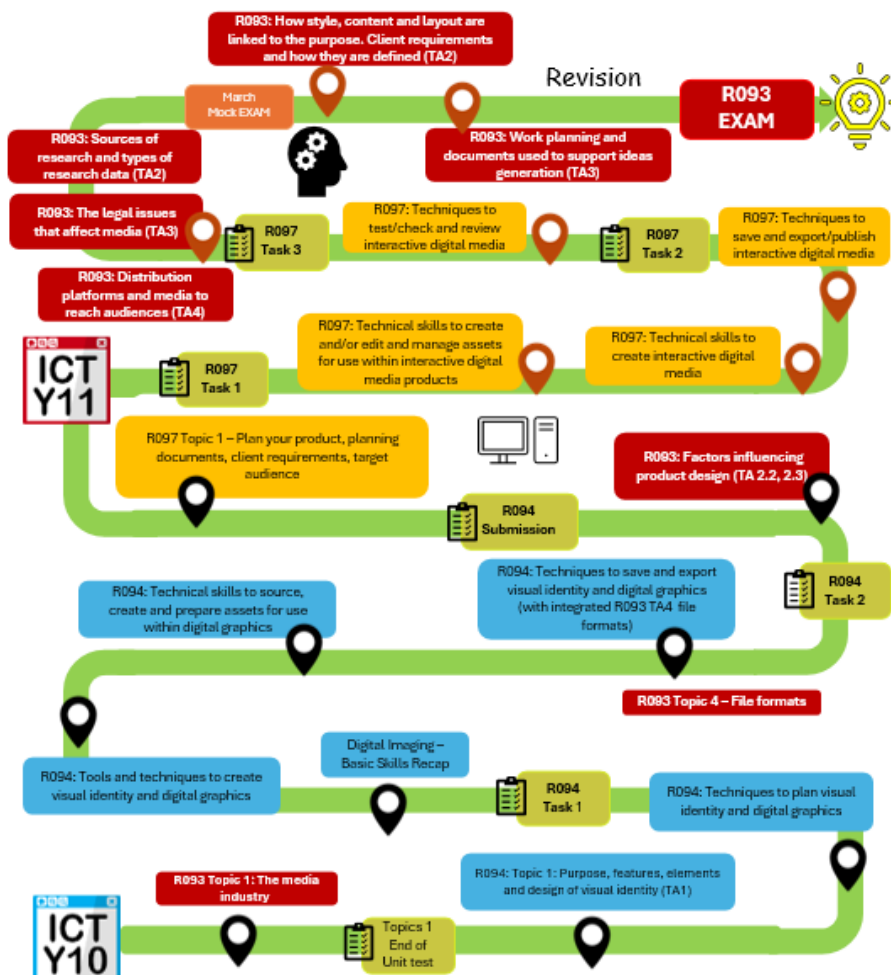 R093: How style, content and layout are
linked to the purpose. Client requirements
and how they are defined (TA2)
Revision
March
Mock EXAM
R093
EXAM
R093: Sources of
research and types of
research data (TA2)
R093: Work planning and
documents used to support ideas
generation (TA3)
R093: The legal issues
that affect media (TA3)
R097
Task 3
R097: Techniques to
test/check and review
interactive digital media
R097
Task 2
R097: Techniques to
save and export/publish
interactive digital media
R093: Distribution
platforms and media to
reach audiences (TA4)
ICT
Y11
R097
Task 1
R097: Technical skills to create
and/or edit and manage assets
for use within interactive digital
media products
R097: Technical skills to
create interactive digital
media
R097 Topic 1 – Plan your product, planning
documents, client requirements, target
audience
R094
Submission
R093: Factors influencing
product design (TA 2.2, 2.3)
R094: Technical skills to source,
create and prepare assets for use
within digital graphics
R094: Techniques to save and export
visual identity and digital graphics
(with integrated R093 TA4 file
formats)
R094
Task 2
R093 Topic 4 – File formats
R094: Tools and techniques to create
visual identity and digital graphics
Digital Imaging –
Basic Skills Recap
R094
Task 1
R094: Techniques to plan visual
identity and digital graphics
ICT
Y10
R093 Topic 1: The media
industry
Topics 1
End of
Unit test
R094: Topic 1: Purpose, features, elements
and design of visual identity (TA1)